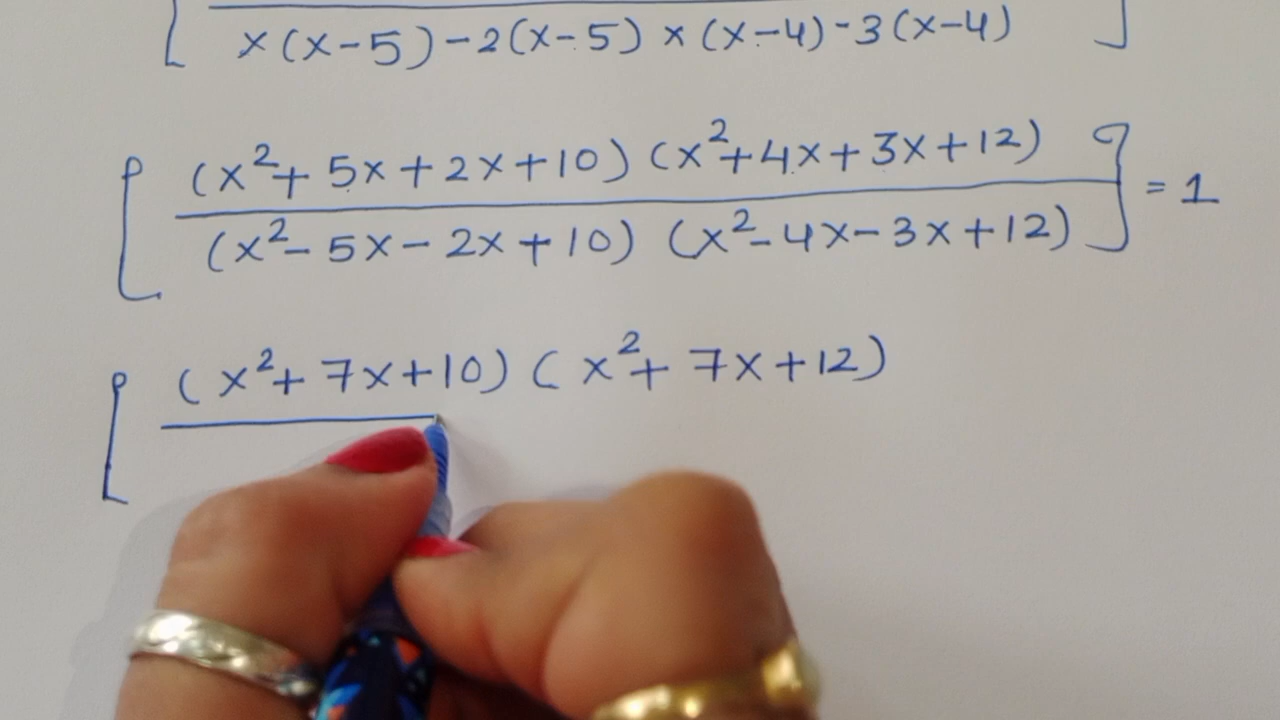 [ x(x-5)-2(x-5) x(x-4)-3(x-4) ]
[ (x²+5x+2x+10) (x²+4x+3x+12) ] = 1
(x²-5x-2x+10) (x²-4x-3x+12)
[ (x²+7x+10) (x²+7x+12)